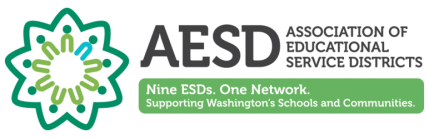 AESD
ASSOCIATION OF
EDUCATIONAL
SERVICE DISTRICTS
Nine ESDs. One Network.
Supporting Washington's Schools and Communities.